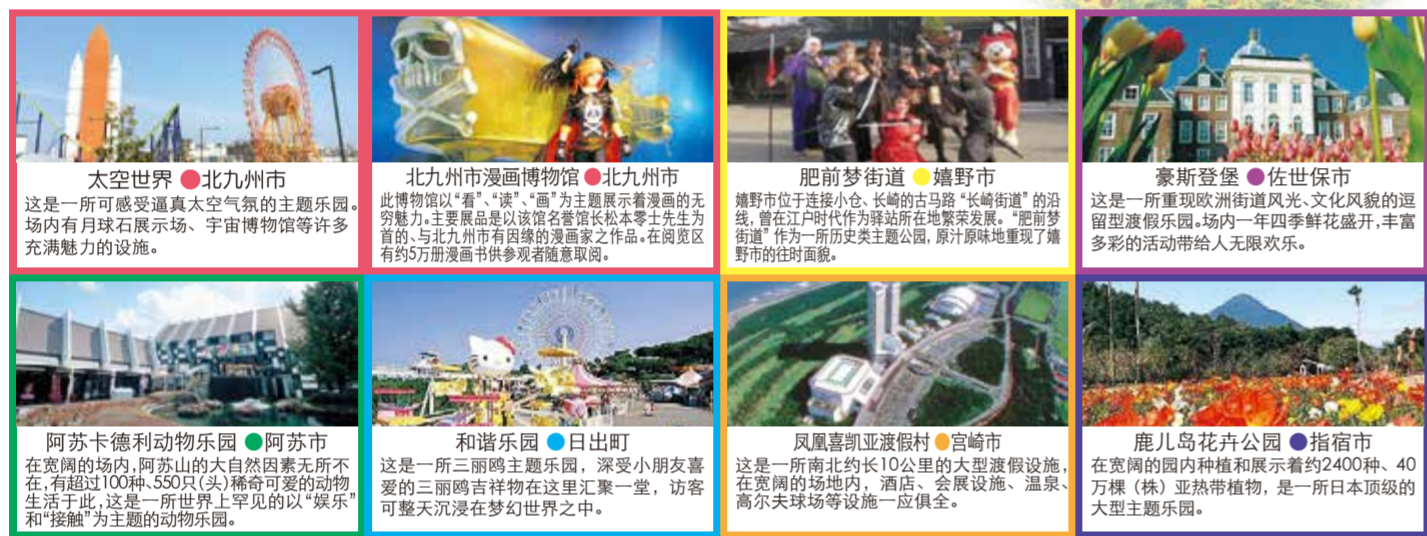 太空世界 ●北九州市
这是一所可感受逼真太空气氛的主题乐园。
场内有月球石展示场、宇宙博物馆等许多
充满魅力的设施。
北九州市漫画博物馆 ●北九州市
此博物馆以“看”、“读”、“画”为主题展示着漫画的无
穷魅力。主要展品是以该馆名誉馆长松本零士先生为
首的、与北九州市有因缘的漫画家之作品。在阅览区
有约5万册漫画书供参观者随意取阅。
肥前梦街道 ●嬉野市
嬉野市位于连接小仓、长崎的古马路“长崎街道”的沿
线，曾在江户时代作为驿站所在地繁荣发展。“肥前梦
街道”作为一所历史类主题公园，原汁原味地重现了嬉
野市的往时面貌。
豪斯登堡 ●佐世保市
这是一所重现欧洲街道风光、文化风貌的逗
留型渡假乐园。场内一年四季鲜花盛开，丰富
多彩的活动带给人无限欢乐。
阿苏卡德利动物乐园 ●阿苏市
在宽阔的场内，阿苏山的大自然因素无所不
在，有超过100种、550只（头）稀奇可爱的动物
生活于此，这是一所世界上罕见的以“娱乐”
和“接触”为主题的动物乐园。
和谐乐园 ●日出町
这是一所三丽鸥主题乐园，深受小朋友喜
爱的三丽鸥吉祥物在这里汇聚一堂，访客
可整天沉浸在梦幻世界之中。
凤凰喜凯亚渡假村 ●宫崎市
这是一所南北约长10公里的大型渡假设施，
在宽阔的场地内，酒店、会展设施、温泉、
高尔夫球场等设施一应俱全。
鹿儿岛花卉公园 ●指宿市
在宽阔的园内种植和展示着约2400种、40
万棵（株）亚热带植物，是一所日本顶级的
大型主题乐园。